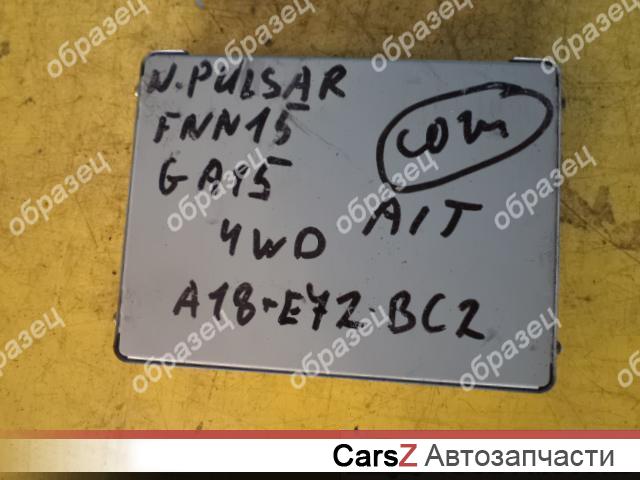 N.PULSAR
FNN15
GA15
COM
A/T
4WD
A18-E72-BC2
образец
CarsZ Автозапчасти